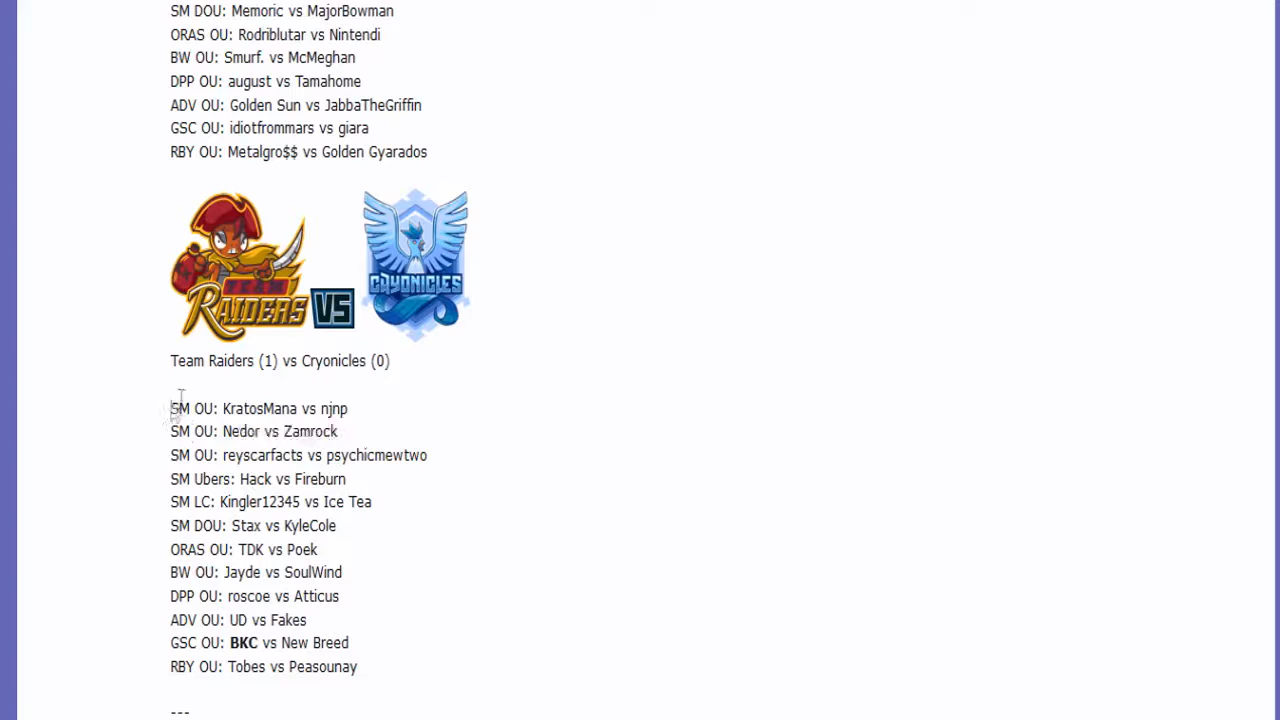 SM DOU: Memoric vs MajorBowman
ORAS OU: Rodriblutar vs Nintendi
BW OU: Smurf. vs McMeghan
DPP OU: august vs Tamahome
ADV OU: Golden Sun vs JabbaTheGriffin
GSC OU: idiotfrommars vs giara
RBY OU: Metalgro$$ vs Golden Gyarados
TEAM RAIDERS VS CRYONICLES
Team Raiders (1) vs Cryonicles (0)
SM OU: KratosMana vs njnp
SM OU: Nedor vs Zamrock
SM OU: reyscarfacts vs psychicmewtwo
SM Ubers: Hack vs Fireburn
SM LC: Kingler12345 vs Ice Tea
SM DOU: Stax vs KyleCole
ORAS OU: TDK vs Poek
BW OU: Jayde vs SoulWind
DPP OU: roscoe vs Atticus
ADV OU: UD vs Fakes
GSC OU: BKC vs New Breed
RBY OU: Tobes vs Peasounay
---